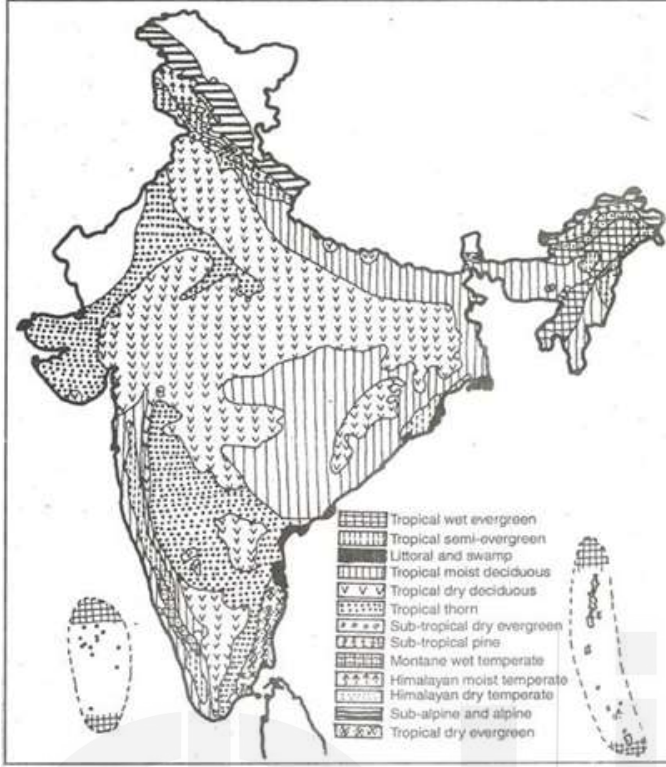 Tropical wet evergreen
Tropical semi-evergreen
Littoral and swamp
Tropical moist deciduous
Tropical dry deciduous
Tropical thorn
Sub-tropical dry evergreen
Sub-tropical pine
Montane wet temperate
Himalayan moist temperate
Himalayan dry temperate
Sub-alpine and alpine
Tropical dry evergreen